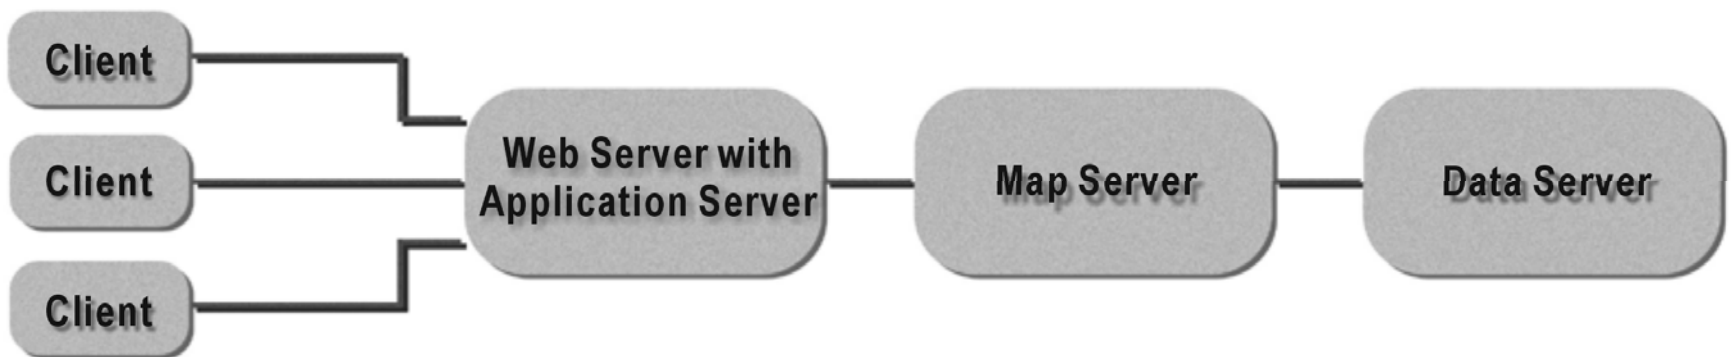 Client
Client
Client
Web Server with
Application Server
Map Server
Data Server